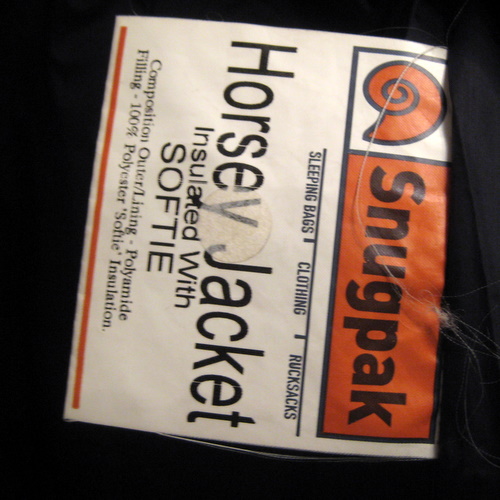 Snugpak
SLEEPING BAGS I CLOTHING I RUCKSACKS
Horsey Jacket
Insulated With
SOFTIE
Composition Outer/Lining - Polyamide
Filling - 100% Polyester 'Softie' Insulation.